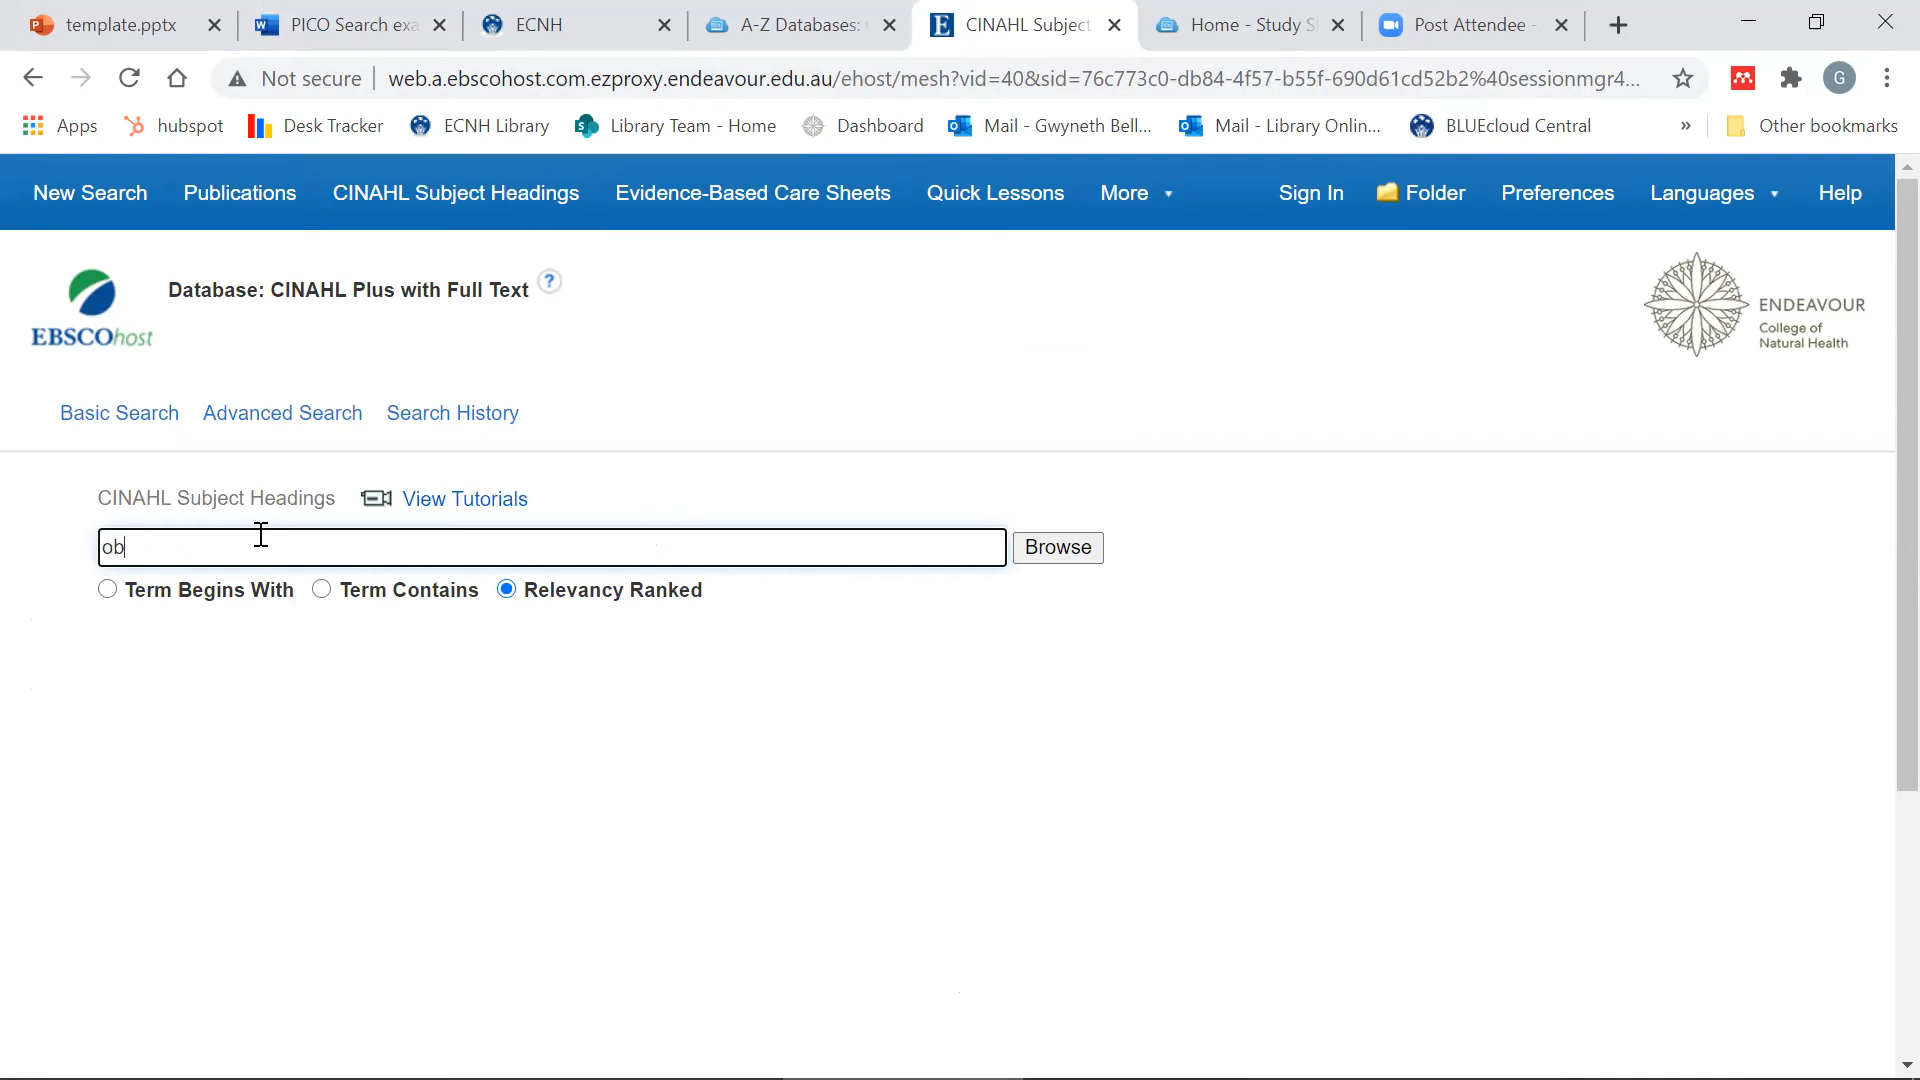 template.pptx
PICO Search exa
ECNH
A-Z Databases:
CINAHL Subject
Home - Study S
Post Attendee -
Not secure
web.a.ebscohost.com.ezproxy.endeavour.edu.au/ehost/mesh?vid=40&sid=76c773c0-db84-4f57-b55f-690d61cd52b2%40sessionmgr4...
G
Apps
hubspot
Desk Tracker
ECNH Library
Library Team - Home
Dashboard
Mail - Gwyneth Bell...
Mail - Library Onlin...
BLUEcloud Central
»
Other bookmarks
New Search
Publications
CINAHL Subject Headings
Evidence-Based Care Sheets
Quick Lessons
More
Sign In
Folder
Preferences
Languages
Help
EBSCOhost
Database: CINAHL Plus with Full Text
?
ENDEAVOUR
College of
Natural Health
Basic Search Advanced Search Search History
CINAHL Subject Headings View Tutorials
ob
Browse
Term Begins With Term Contains Relevancy Ranked